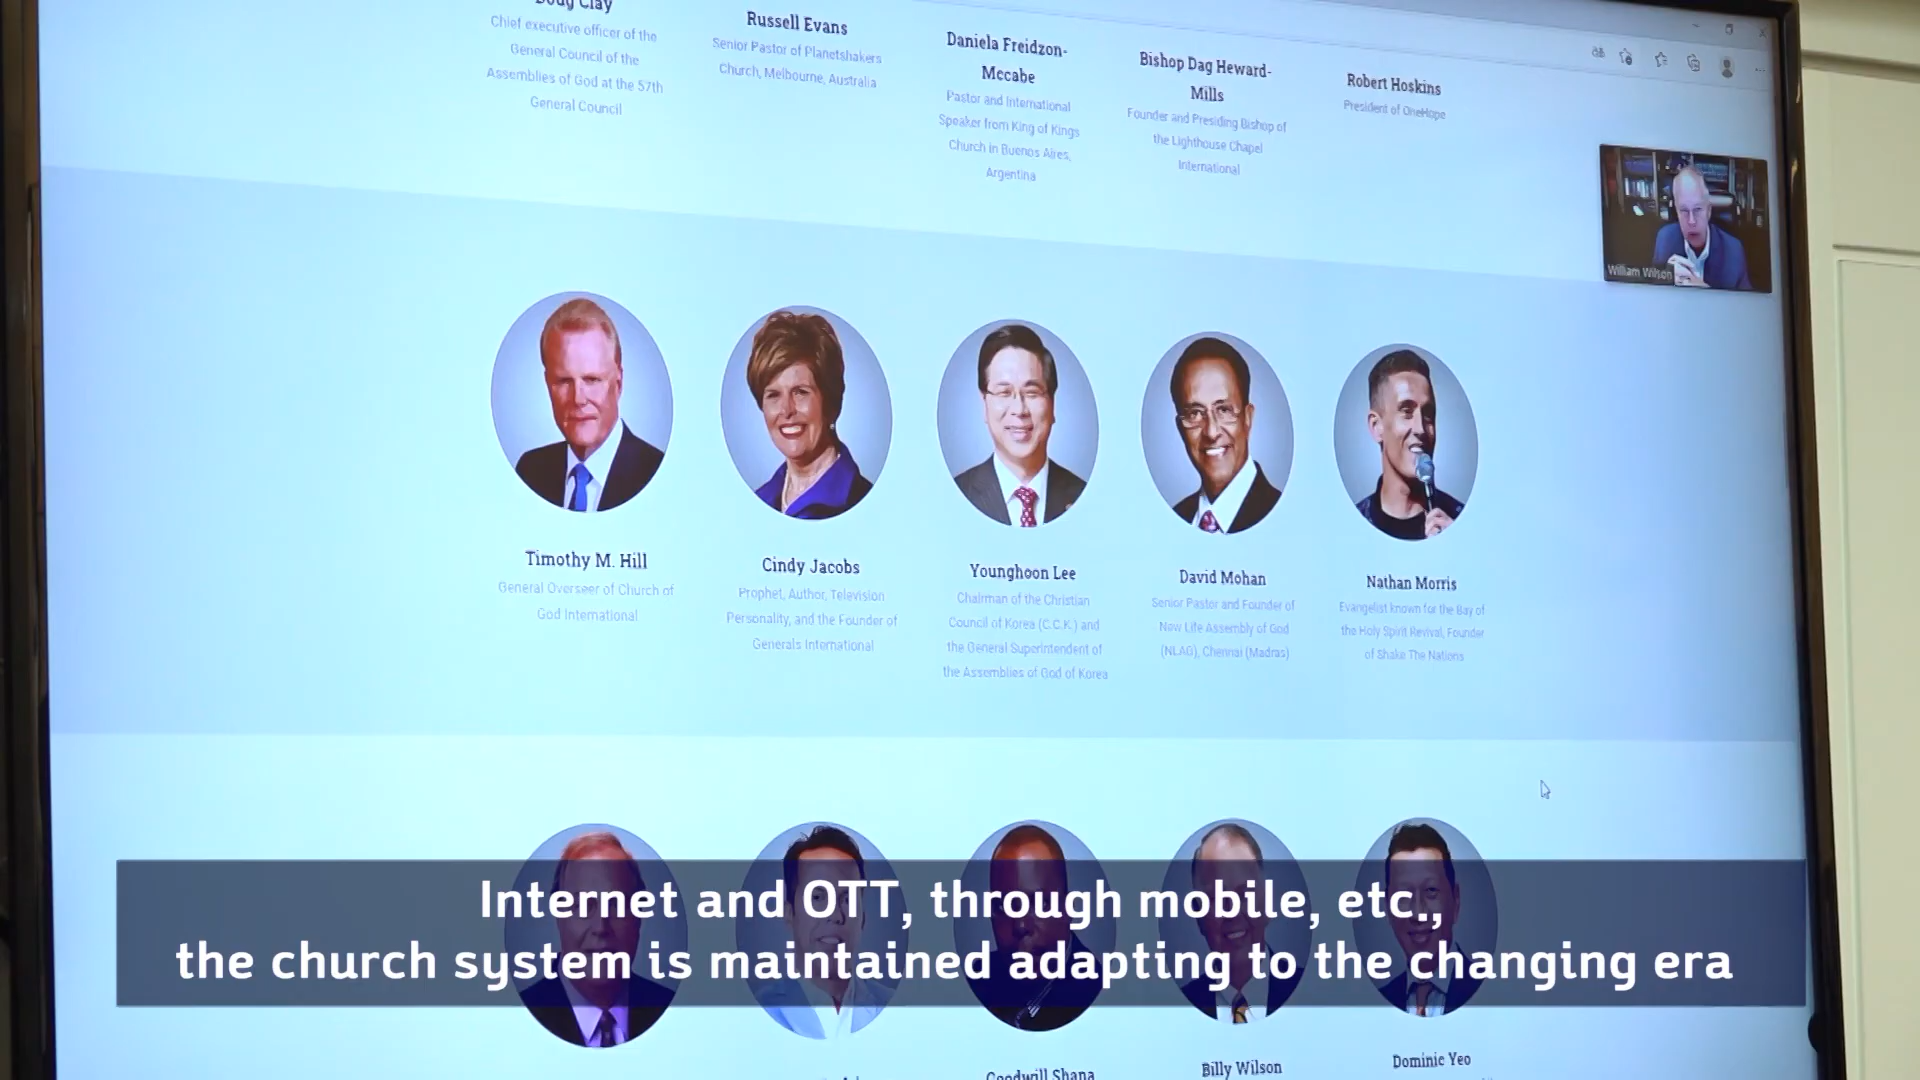 Doug Clay
Chief executive officer of the
General Council of the
Assemblies of God at the 57th
General Council
Russell Evans
Senior Pastor of Planetshakers
Church, Melbourne, Australia
Daniela Freidzon-
Mccabe
Pastor and International
Speaker from King of Kings
Church in Buenos Aires,
Argentina
Bishop Dag Heward-
Mills
Founder and Presiding Bishop of
the Lighthouse Chapel
International
Robert Hoskins
President of OneHope
William Wilson
Timothy M. Hill
General Overseer of Church of
God International
Cindy Jacobs
Prophet, Author, Television
Personality, and the Founder of
Generals International
Younghoon Lee
Chairman of the Christian
Council of Korea (C.C.K.) and
the General Superintendent of
the Assemblies of God of Korea
David Mohan
Senior Pastor and Founder of
New Life Assembly of God
(NLAG), Chennai (Madras)
Nathan Morris
Evangelist known for the Bay of
the Holy Spirit Revival, Founder
of Shake The Nations
Internet and OTT, through mobile, etc.,
the church system is maintained adapting to the changing era
Goodwill Shana
Billy Wilson
Dominic Yeo